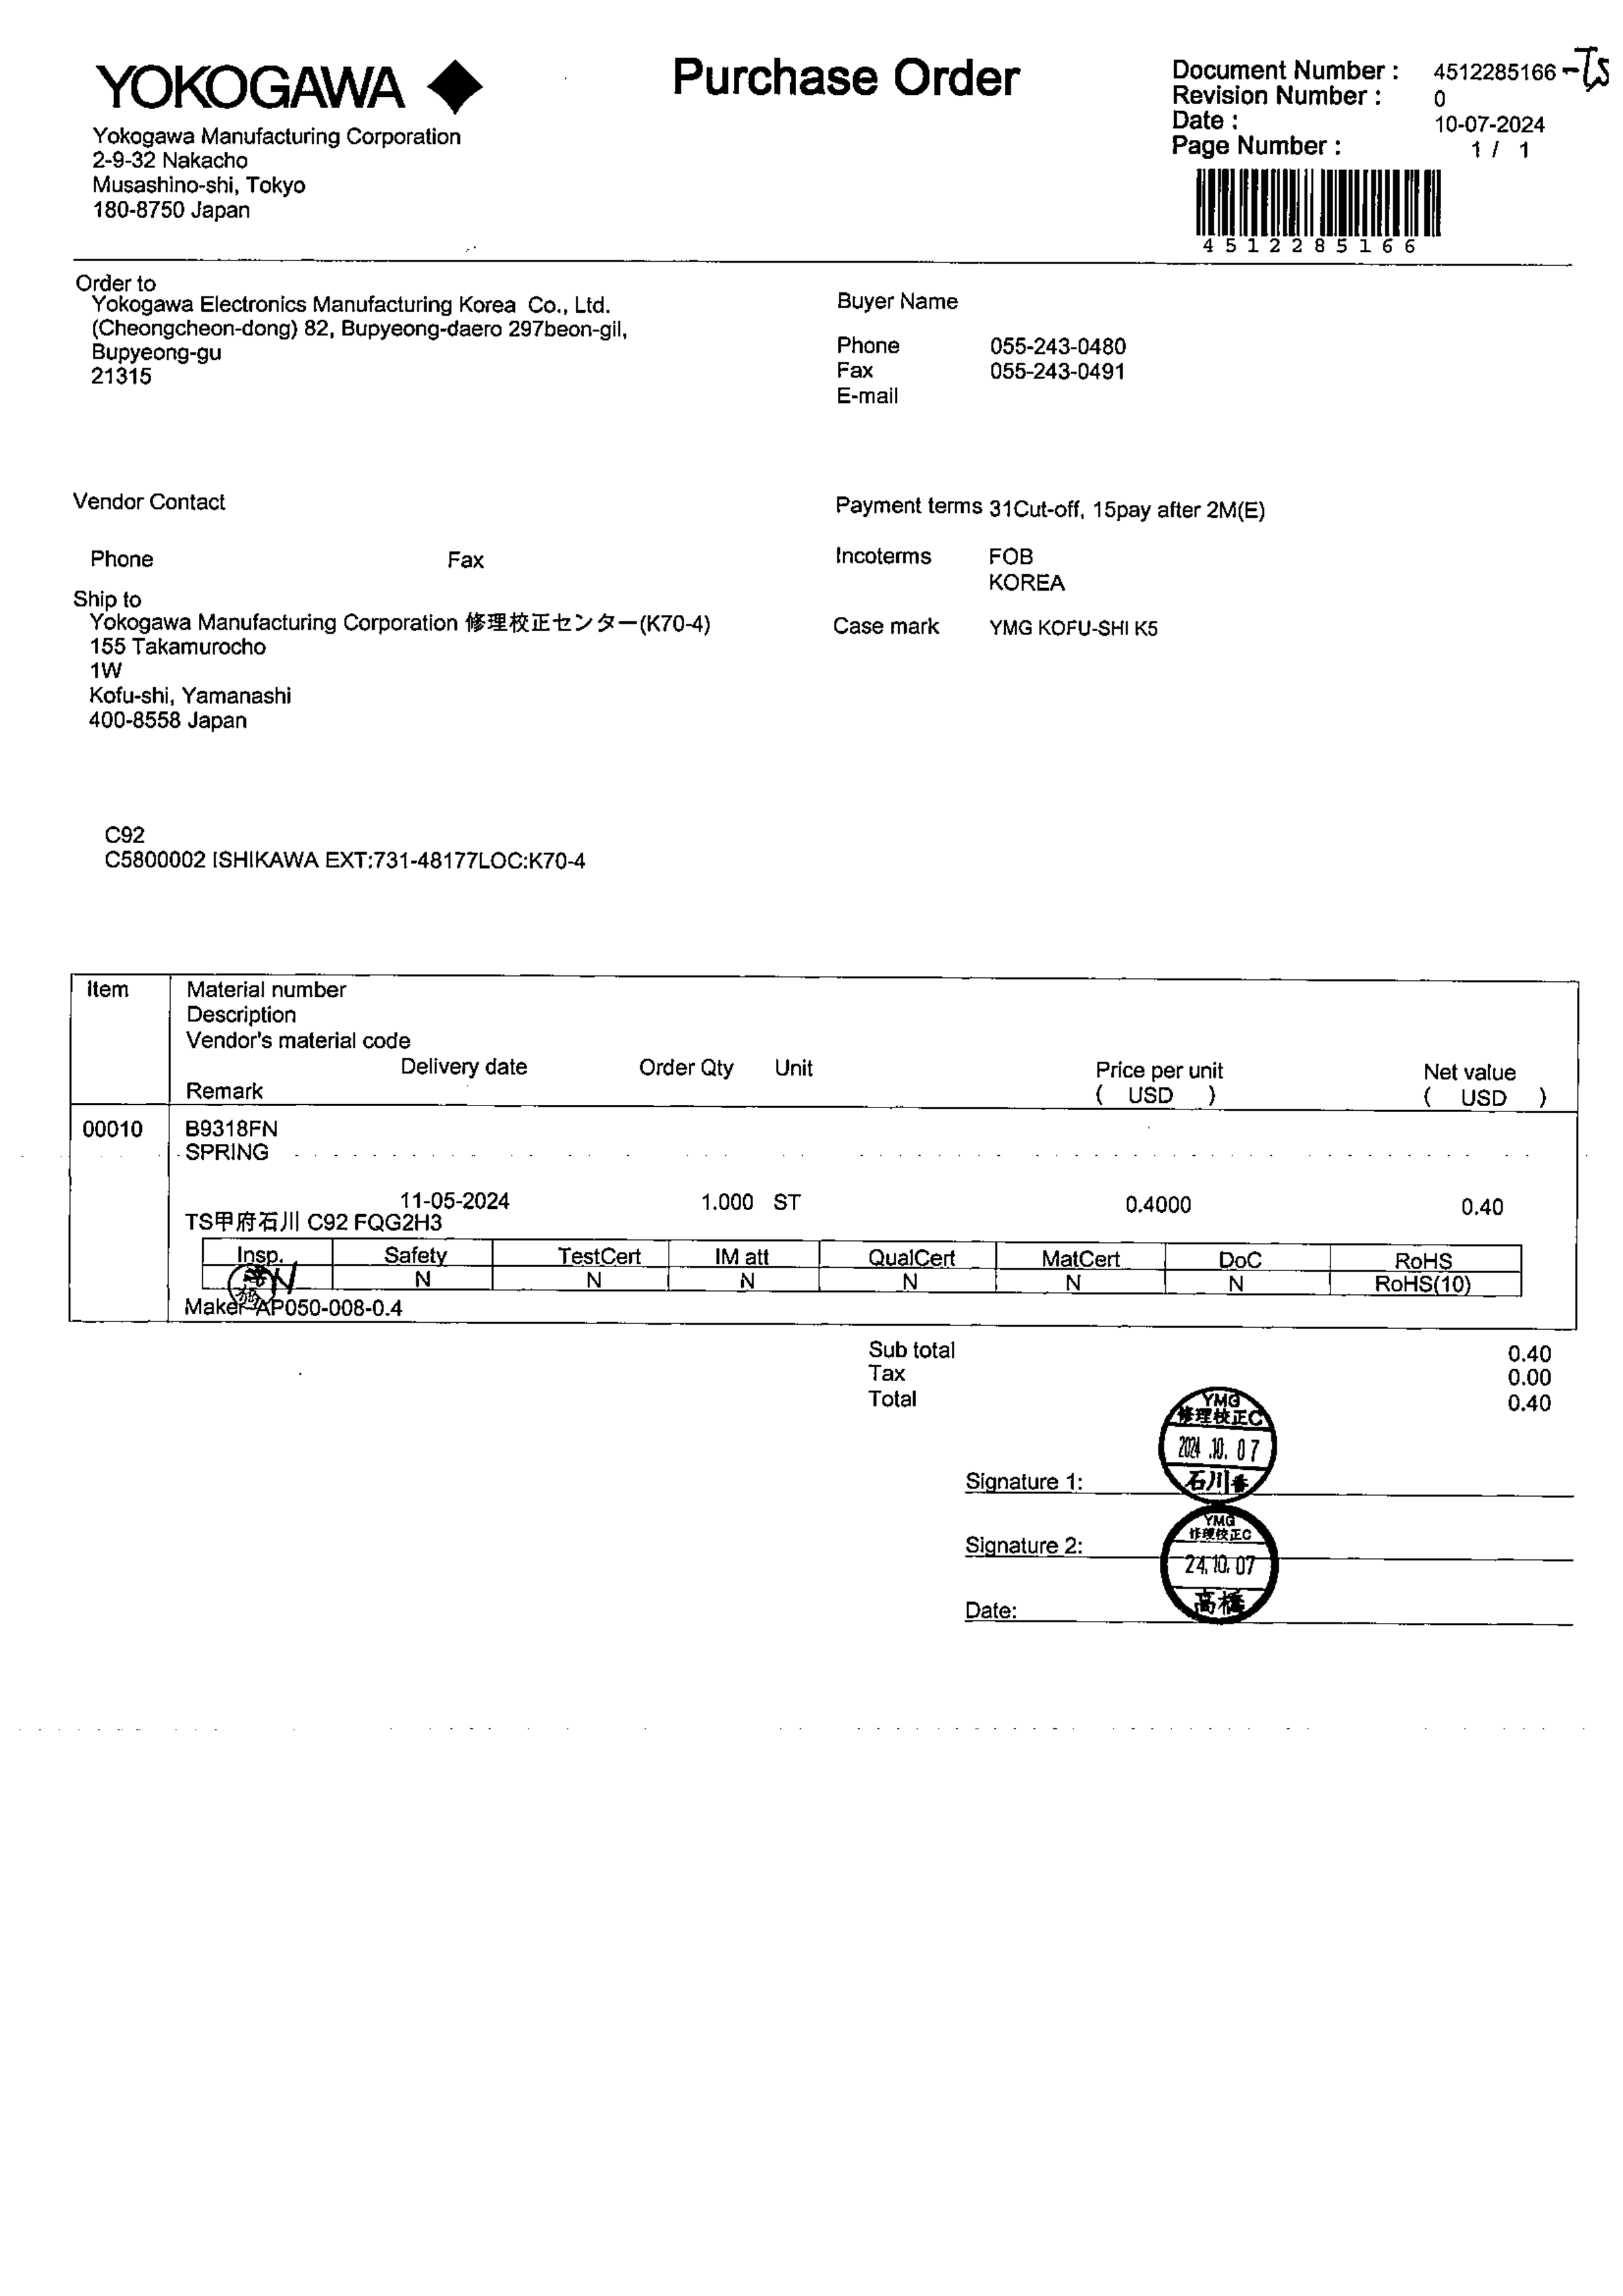 YOKOGAWA
Purchase Order
Document Number : 4512285166 -TS
Revision Number : 0
Date : 10-07-2024
Page Number : 1 / 1
4512285166
Yokogawa Manufacturing Corporation
2-9-32 Nakacho
Musashino-shi, Tokyo
180-8750 Japan
Order to
Yokogawa Electronics Manufacturing Korea Co., Ltd.
(Cheongcheon-dong) 82, Bupyeong-daero 297beon-gil,
Bupyeong-gu
21315
Buyer Name
Phone 055-243-0480
Fax 055-243-0491
E-mail
Vendor Contact
Phone Fax
Payment terms 31Cut-off, 15pay after 2M(E)
Incoterms FOB
KOREA
Ship to
Yokogawa Manufacturing Corporation 修理校正センター(K70-4)
155 Takamurocho
1W
Kofu-shi, Yamanashi
400-8558 Japan
Case mark YMG KOFU-SHI K5
C92
C5800002 ISHIKAWA EXT:731-48177LOC:K70-4
Item Material number
Description
Vendor's material code
Delivery date Order Qty Unit Price per unit Net value
Remark ( USD ) ( USD )
00010 B9318FN
SPRING
11-05-2024 1.000 ST 0.4000 0.40
TS甲府石川 C92 FQG2H3
Insp. Safety TestCert IM att QualCert MatCert DoC RoHS
N N N N N N N RoHS(10)
Maker AP050-008-0.4
Sub total 0.40
Tax 0.00
Total 0.40
YMG
修理校正C
2024.10.07
石川
Signature 1:
YMG
修理校正C
Signature 2:
24.10.07
高橋
Date: